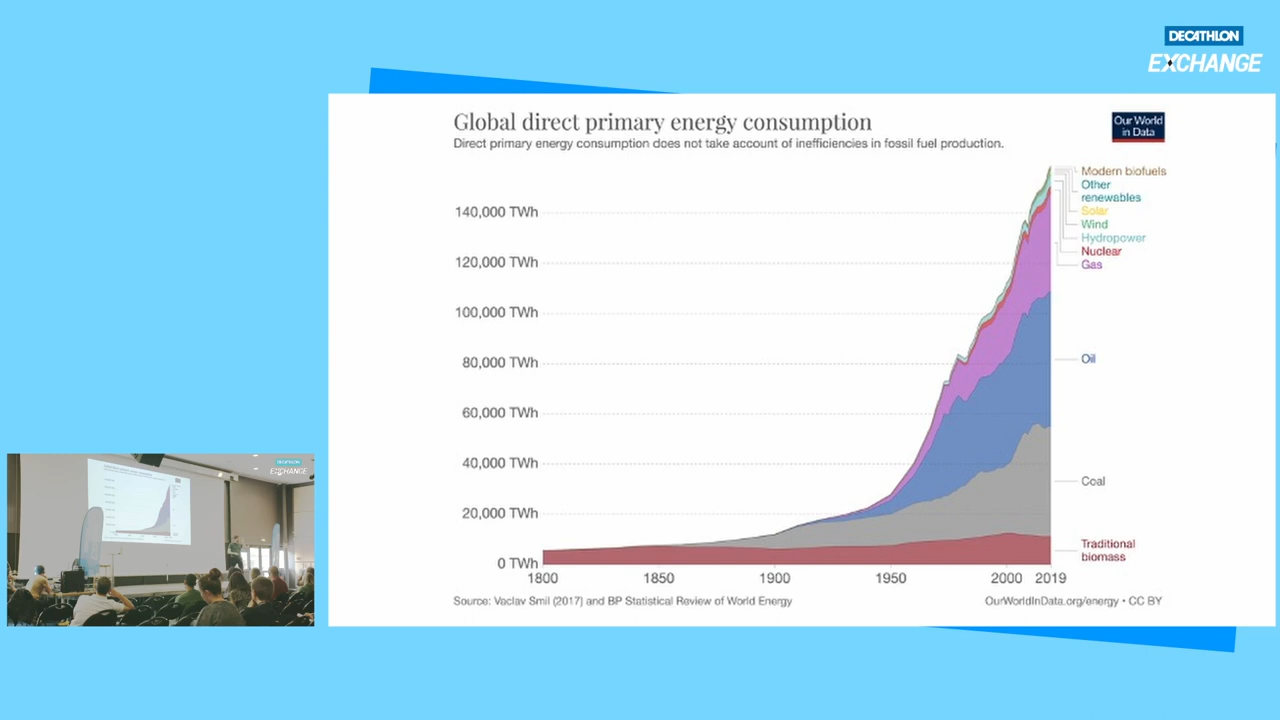 DECATHLON
EXCHANGE
Global direct primary energy consumption
Direct primary energy consumption does not take account of inefficiencies in fossil fuel production.
Our World
in Data
140,000 TWh
120,000 TWh
100,000 TWh
80,000 TWh
60,000 TWh
40,000 TWh
20,000 TWh
0 TWh
1800
1850
1900
1950
2000
2019
Modern biofuels
Other
renewables
Solar
Wind
Hydropower
Nuclear
Gas
Oil
Coal
Traditional
biomass
Source: Vaclav Smil (2017) and BP Statistical Review of World Energy
OurWorldInData.org/energy • CC BY
DECATHLON
EXCHANGE